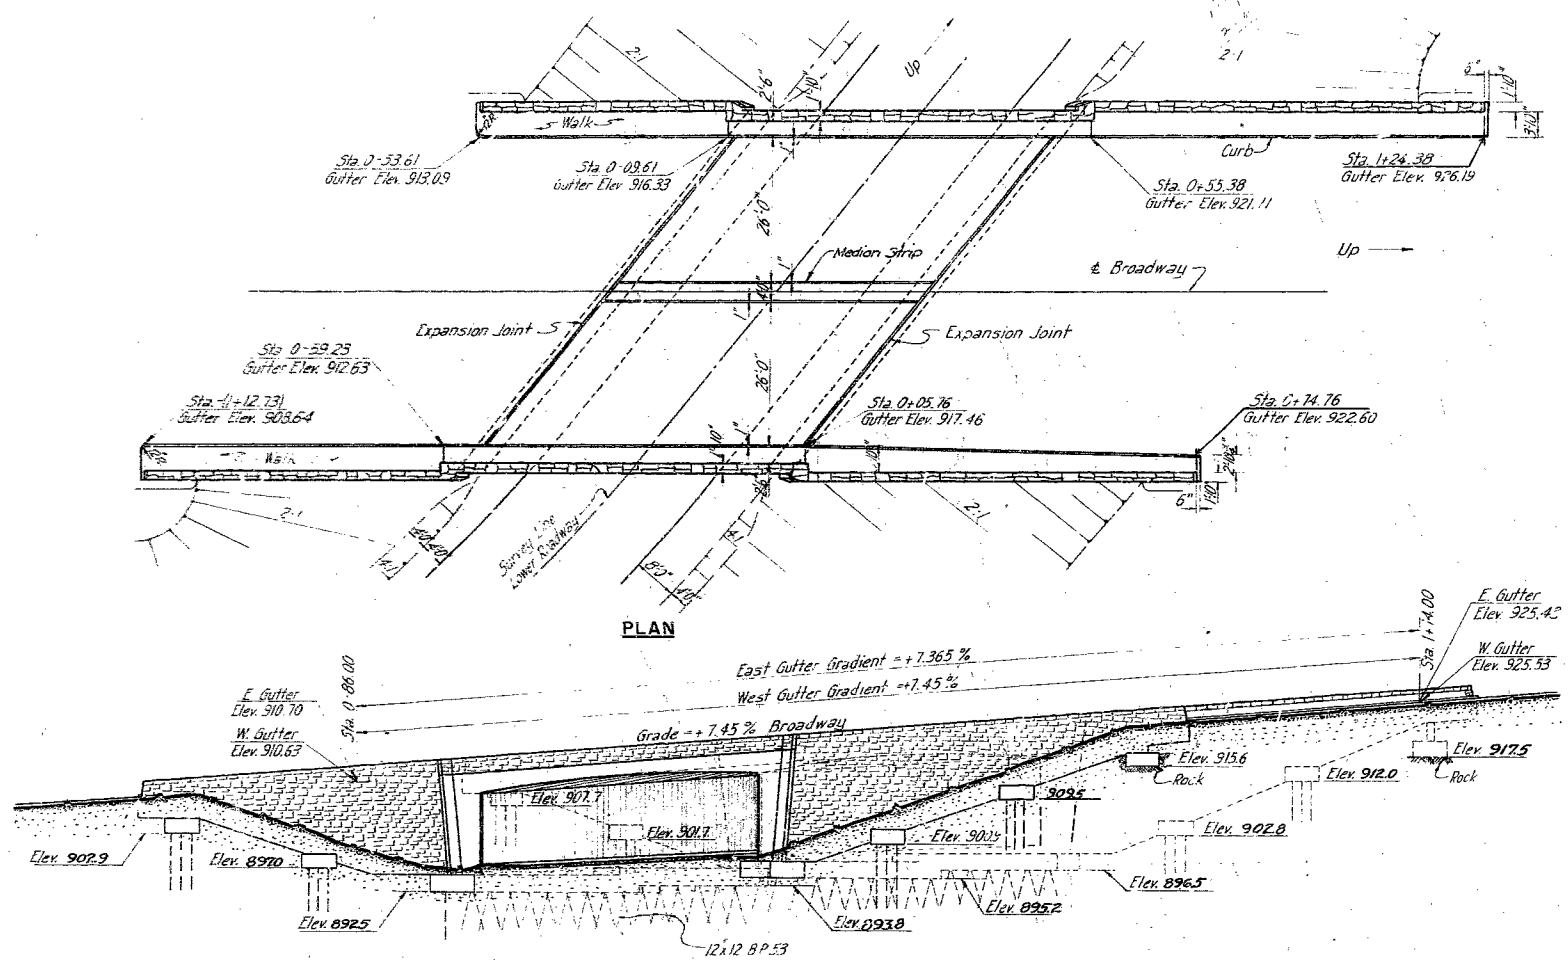 2:1
2'-6"
1'-10"
Up
2:1
6"
1'-10"
3'-10"
Walk
Curb
Sta. 0-53.61
Gutter Elev. 913.09
Sta. 0-09.61
Gutter Elev. 916.33
Sta. 1+24.38
Gutter Elev. 926.19
Sta. 0+55.38
Gutter Elev. 921.11
26'-0"
Up
Median Strip
1"
℄ Broadway
4'-0"
1"
Expansion Joint
Expansion Joint
Sta. 0-59.23
Gutter Elev. 912.63
26'-0"
Sta. -(1+12.73)
Gutter Elev. 908.64
Sta. 0+05.76
Gutter Elev. 917.46
Sta. 0+74.76
Gutter Elev. 922.60
Walk
1"
2:1
2:1
6"
1'-10"
Survey Line
Lower Roadway
8'-0"
PLAN
East Gutter Gradient = +7.365 %
West Gutter Gradient = +7.45 %
Grade = + 7.45 % Broadway
Sta. 0-86.00
Sta. 1+14.00
E. Gutter
Elev. 925.43
W. Gutter
Elev. 925.53
E. Gutter
Elev. 910.70
W. Gutter
Elev. 910.63
Elev. 907.7
Elev. 901.7
Elev. 915.6
Rock
Elev. 917.5
Rock
Elev. 912.0
909.5
Elev. 902.8
Elev. 902.9
Elev. 897.0
Elev. 896.5
Elev. 892.5
Elev. 893.8
Elev. 895.2
12x12 BP 53